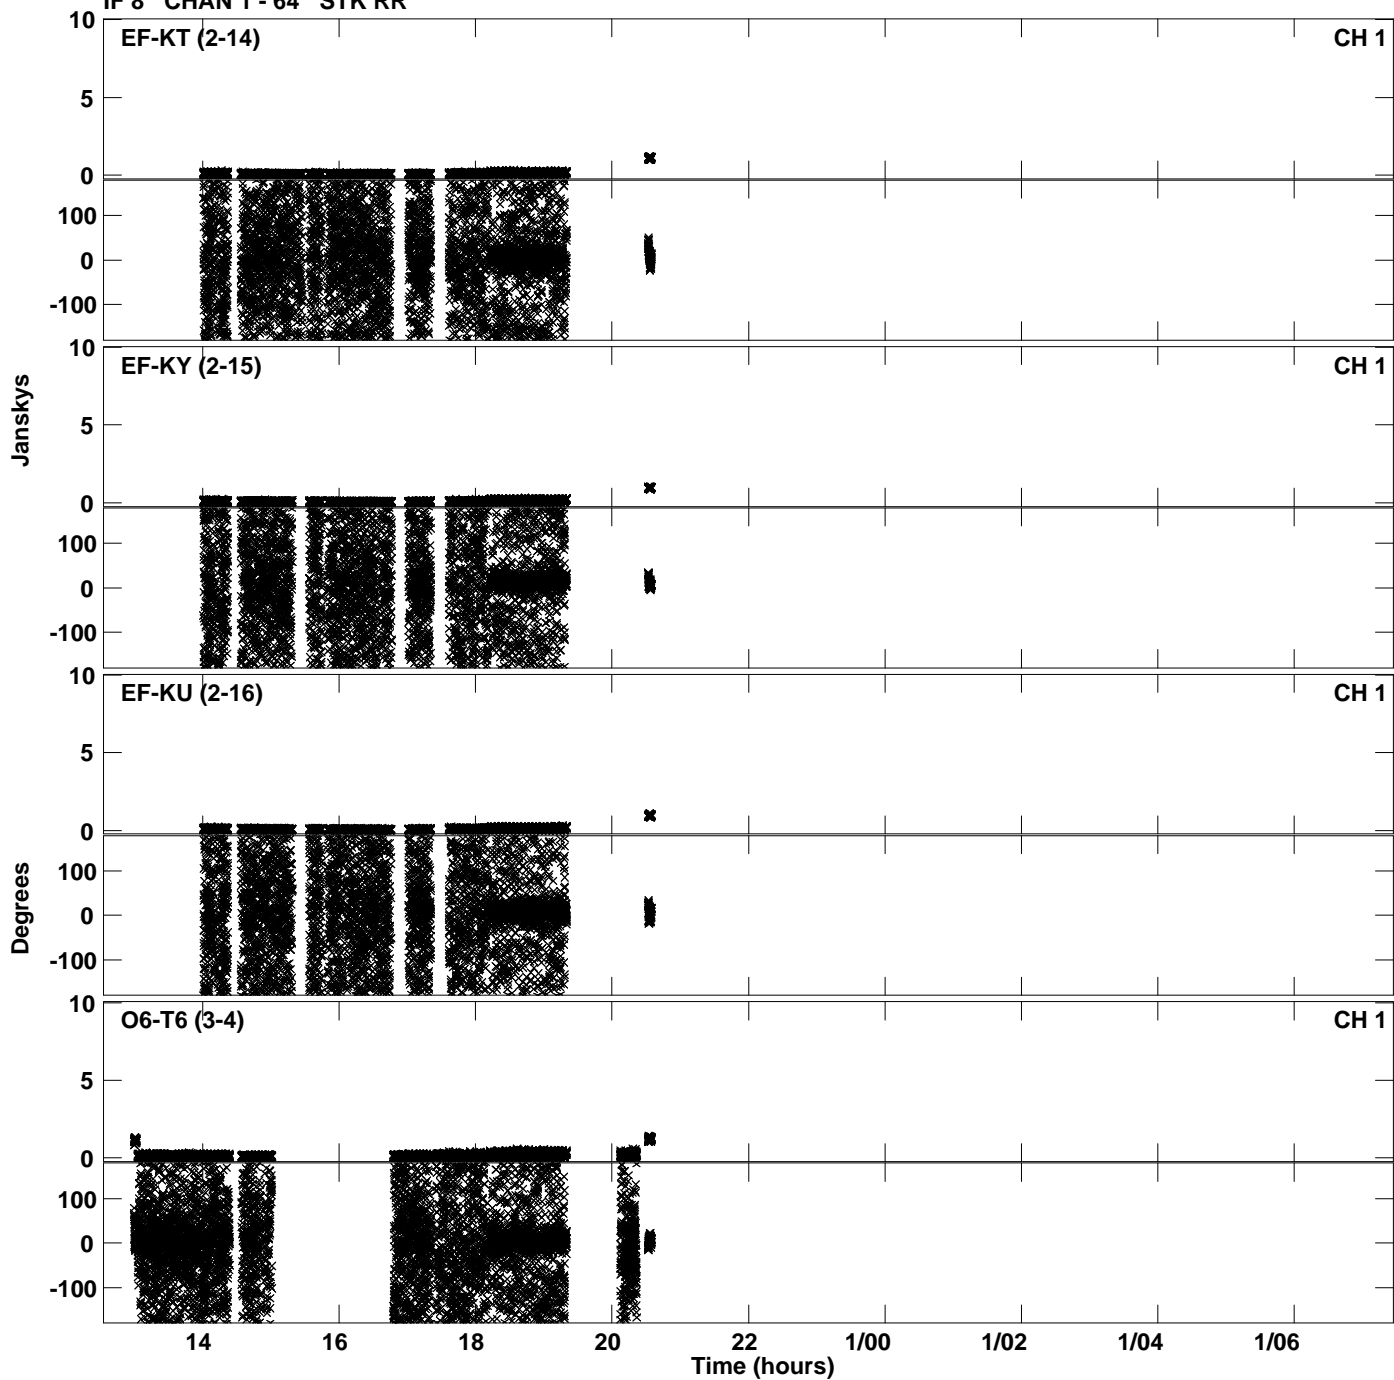 IF 8 CHAN 1 - 64 STK RR
EF-KT (2-14) CH 1
10
5
0
100
0
-100
EF-KY (2-15) CH 1
10
5
0
100
0
-100
Janskys
EF-KU (2-16) CH 1
10
5
0
100
0
-100
Degrees
O6-T6 (3-4) CH 1
10
5
0
100
0
-100
14 16 18 20 22 1/00 1/02 1/04 1/06
Time (hours)